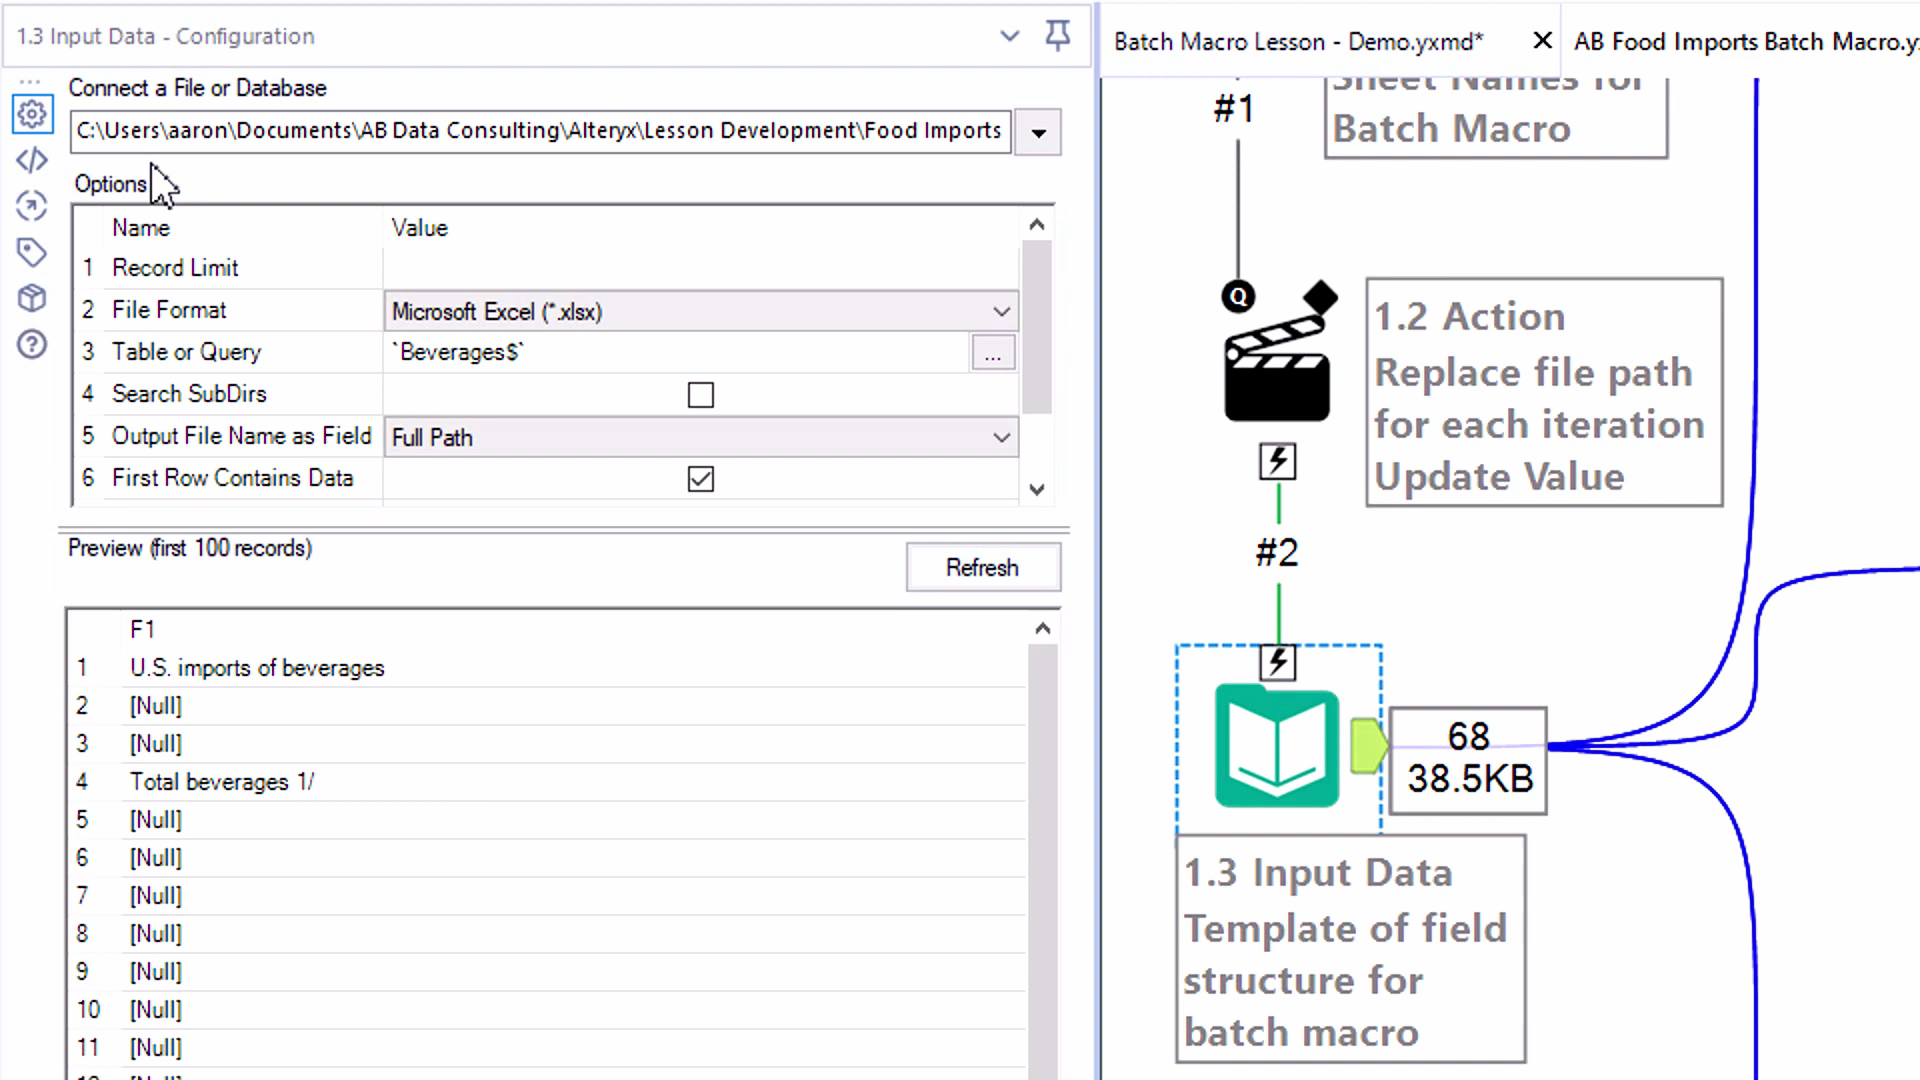 1.3 Input Data - Configuration
Connect a File or Database
C:\Users\aaron\Documents\AB Data Consulting\Alteryx\Lesson Development\Food Imports
Options
Name Value
1 Record Limit
2 File Format Microsoft Excel (*.xlsx)
3 Table or Query `Beverages$` ...
4 Search SubDirs
5 Output File Name as Field Full Path
6 First Row Contains Data
Preview (first 100 records)
Refresh
F1
1 U.S. imports of beverages
2 [Null]
3 [Null]
4 Total beverages 1/
5 [Null]
6 [Null]
7 [Null]
8 [Null]
9 [Null]
10 [Null]
11 [Null]
Batch Macro Lesson - Demo.yxmd*
AB Food Imports Batch Macro.y
Sheet Names for
Batch Macro
#1
Q
1.2 Action
Replace file path
for each iteration
Update Value
#2
68
38.5KB
1.3 Input Data
Template of field
structure for
batch macro